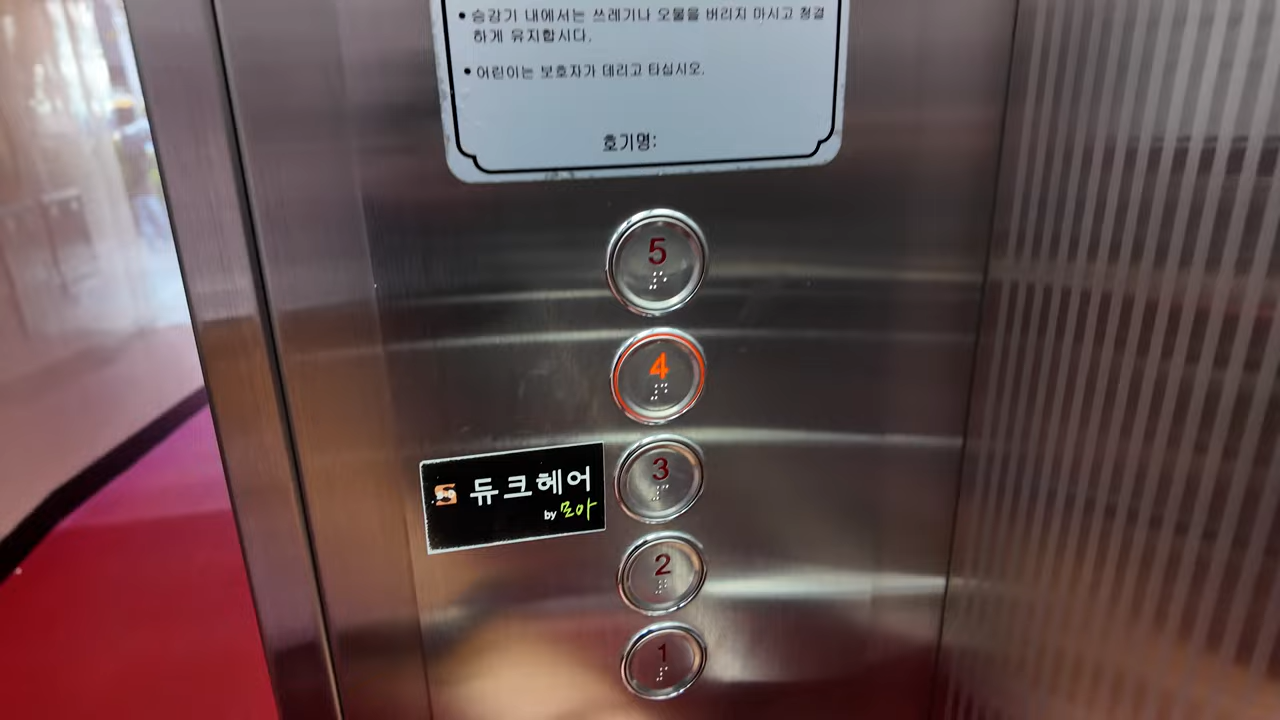 • 승강기 내에서는 쓰레기나 오물을 버리지 마시고 청결
하게 유지합시다.
• 어린이는 보호자가 데리고 타십시오.
호기명:
5
4
듀크헤어
by 모아
3
2
1